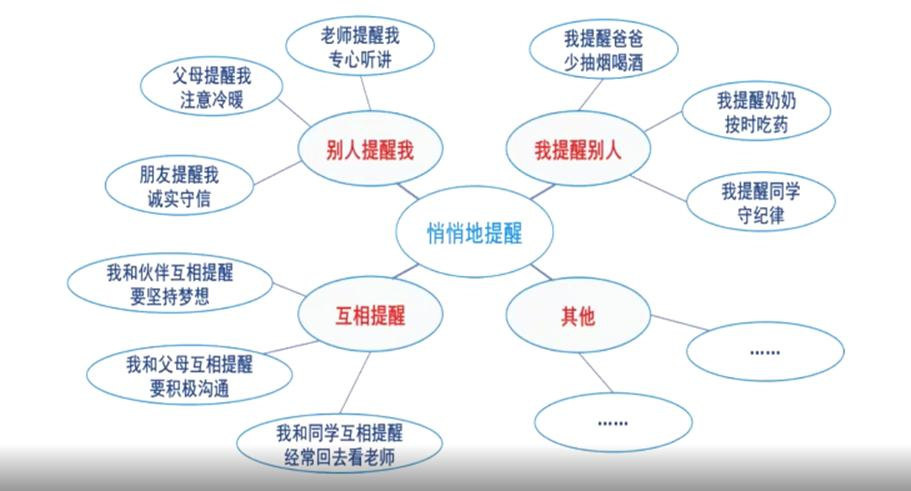 老师提醒我
专心听讲
我提醒爸爸
少抽烟喝酒
父母提醒我
注意冷暖
我提醒奶奶
按时吃药
别人提醒我
我提醒别人
朋友提醒我
诚实守信
我提醒同学
守纪律
悄悄地提醒
我和伙伴互相提醒
要坚持梦想
互相提醒
其他
我和父母互相提醒
要积极沟通
……
我和同学互相提醒
经常回去看老师
……